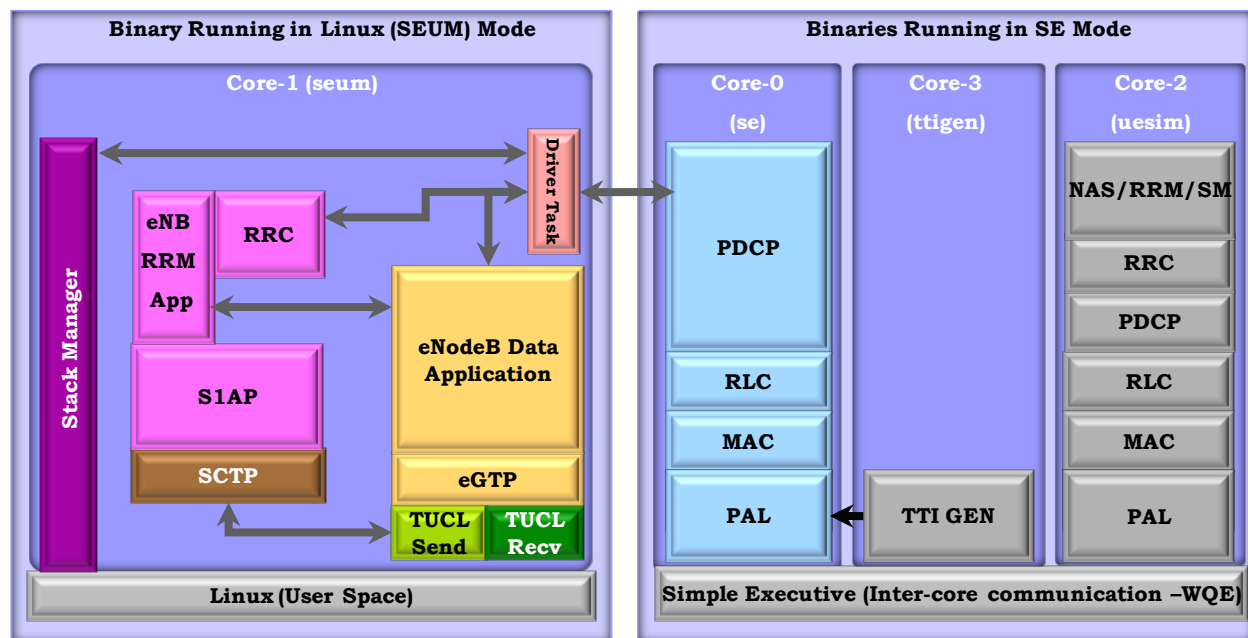 Binary Running in Linux (SEUM) Mode
Core-1 (seum)
Stack Manager
Driver Task
eNB
RRM
App
RRC
S1AP
SCTP
eNodeB Data
Application
eGTP
TUCL
Send
TUCL
Recv
Linux (User Space)
Binaries Running in SE Mode
Core-0
(se)
PDCP
RLC
MAC
PAL
Core-3
(ttigen)
TTI GEN
Core-2
(uesim)
NAS/RRM/SM
RRC
PDCP
RLC
MAC
PAL
Simple Executive (Inter-core communication –WQE)